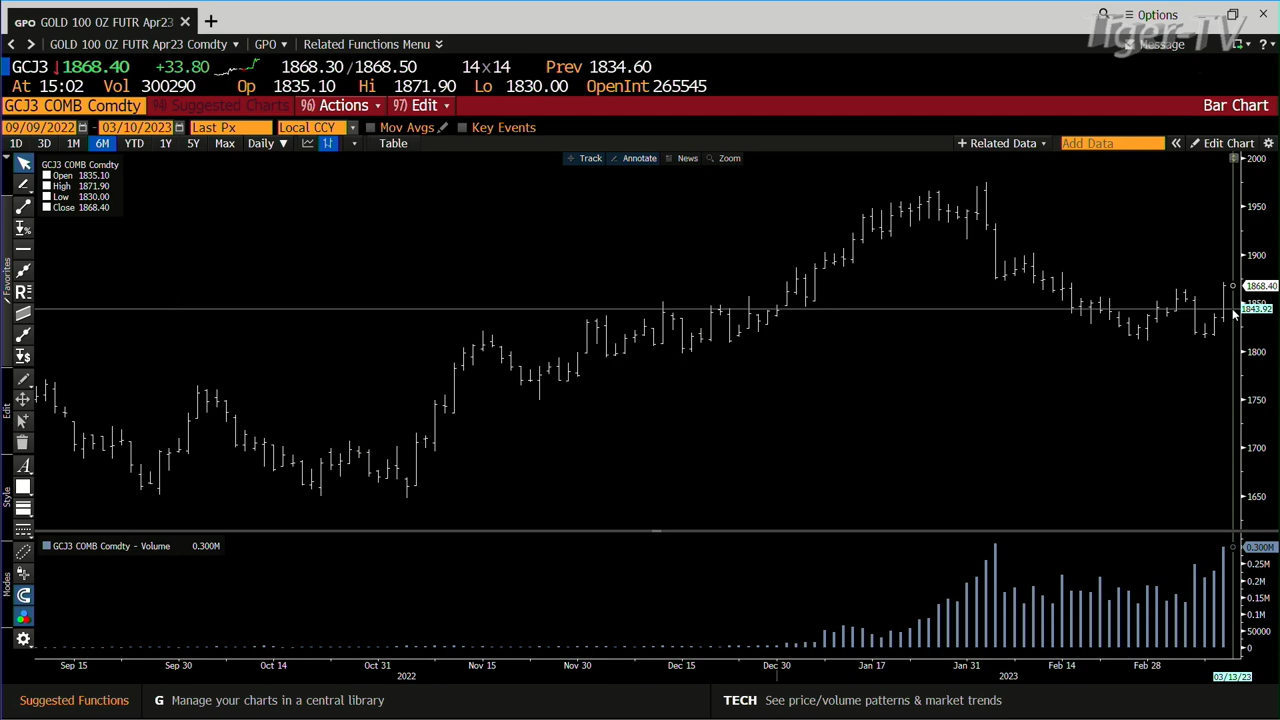 GPO GOLD 100 OZ FUTR Apr23
Options
Tiger-TV
GOLD 100 OZ FUTR Apr23 Comdty GPO Related Functions Menu
Message
?
GCJ3 1868.40 +33.80 1868.30/1868.50 14x14 Prev 1834.60
At 15:02 Vol 300290 Op 1835.10 Hi 1871.90 Lo 1830.00 OpenInt 265545
GCJ3 COMB Comdty 94) Suggested Charts 96) Actions 97) Edit Bar Chart
09/09/2022 - 03/10/2023 Last Px Local CCY Mov Avgs Key Events
1D 3D 1M 6M YTD 1Y 5Y Max Daily Table + Related Data Add Data Edit Chart
Track Annotate News Zoom
GCJ3 COMB Comdty
Open 1835.10
High 1871.90
Low 1830.00
Close 1868.40
2000
1950
1900
1868.40
1850
1843.92
1800
1750
1700
1650
Favorites
Edit
Style
Modes
GCJ3 COMB Comdty - Volume 0.300M
0.300M
0.25M
0.2M
0.15M
0.1M
50000
0
Sep 15 Sep 30 Oct 14 Oct 31 Nov 15 Nov 30 Dec 15 Dec 30 Jan 17 Jan 31 Feb 14 Feb 28
2022 2023
03/13/23
Suggested Functions G Manage your charts in a central library TECH See price/volume patterns & market trends